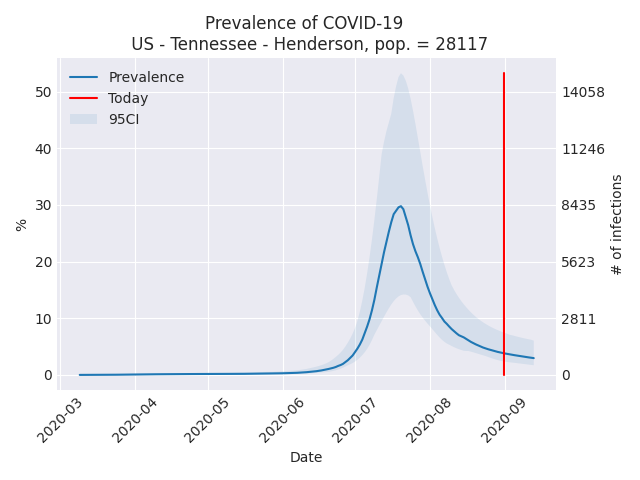 Prevalence of COVID-19
US - Tennessee - Henderson, pop. = 28117
Prevalence
Today
95CI
50
40
30
20
10
0
%
14058
11246
8435
5623
2811
0
# of infections
2020-03
2020-04
2020-05
2020-06
2020-07
2020-08
2020-09
Date